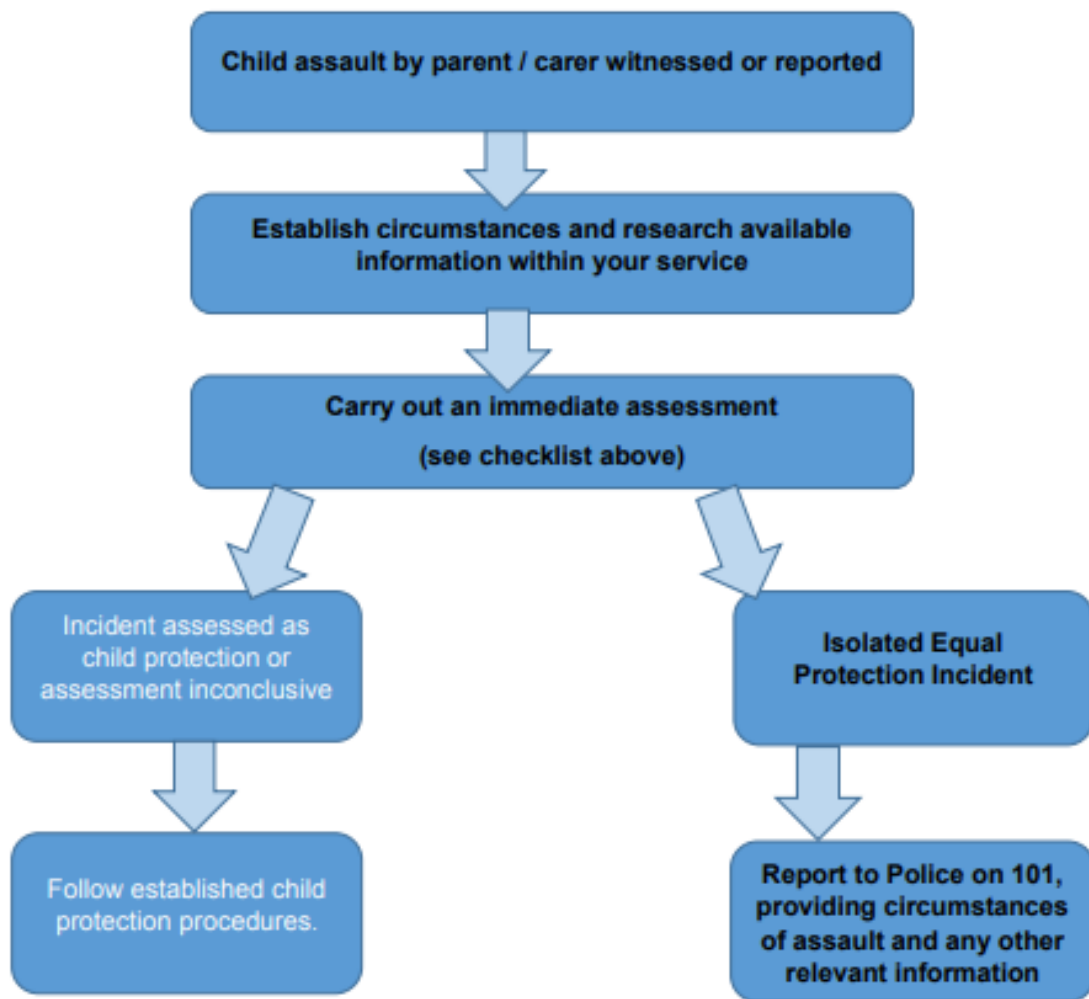 Child assault by parent / carer witnessed or reported
Establish circumstances and research available
information within your service
Carry out an immediate assessment
(see checklist above)
Incident assessed as
child protection or
assessment inconclusive
Isolated Equal
Protection Incident
Follow established child
protection procedures.
Report to Police on 101,
providing circumstances
of assault and any other
relevant information